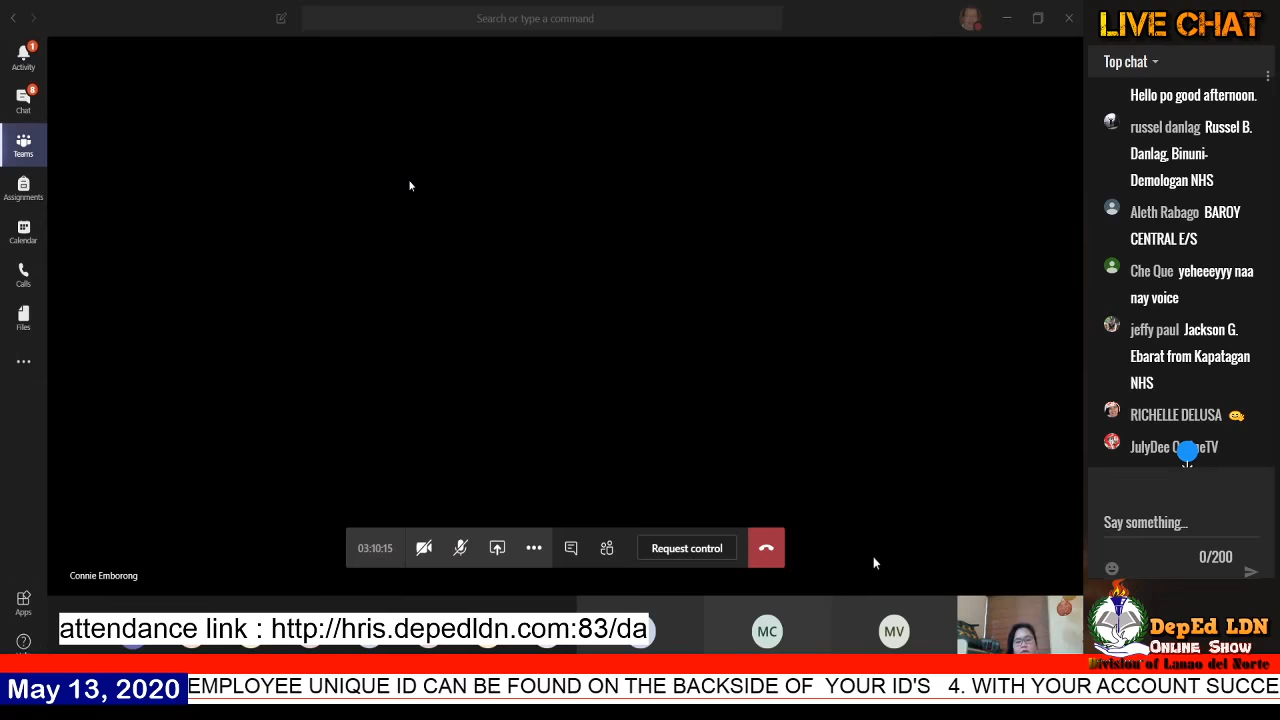 Search or type a command
1
Activity
8
Chat
Teams
Assignments
Calendar
Calls
Files
Apps
03:10:15
Request control
Connie Emborong
MC
MV
attendance link : http://hris.depedldn.com:83/da
LIVE CHAT
Top chat
Hello po good afternoon.
russel danlag Russel B.
Danlag, Binuni-
Demologan NHS
Aleth Rabago BAROY
CENTRAL E/S
Che Que yeheeeyyy naa
nay voice
jeffy paul Jackson G.
Ebarat from Kapatagan
NHS
RICHELLE DELUSA
JulyDee
Say something...
0/200
DepEd LDN
Online Show
Division of Lanao del Norte
May 13, 2020
EMPLOYEE UNIQUE ID CAN BE FOUND ON THE BACKSIDE OF YOUR ID'S 4. WITH YOUR ACCOUNT SUCCE